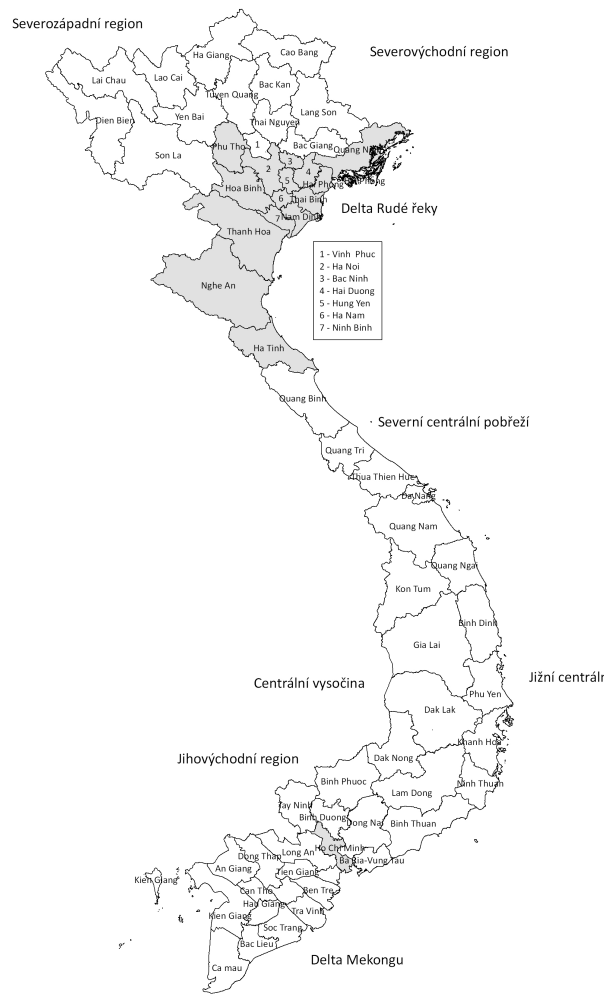 Severozápadní region
Ha Giang
Cao Bang
Severovýchodní region
Lai Chau
Lao Cai
Bac Kan
Tuyen Quang
Dien Bien
Yen Bai
Thai Nguyen
Lang Son
Phu Tho
1
Bac Giang
Quang Ninh
Son La
2
3
4
5
Hai Phong
Hai Phong
Hoa Binh
6
Thai Binh
Delta Rudé řeky
7
Nam Dinh
Thanh Hoa
1 - Vinh Phuc
2 - Ha Noi
3 - Bac Ninh
4 - Hai Duong
5 - Hung Yen
6 - Ha Nam
7 - Ninh Binh
Nghe An
Ha Tinh
Quang Binh
Severní centrální pobřeží
Quang Tri
Thua Thien Hue
Da Nang
Quang Nam
Quang Ngai
Kon Tum
Binh Dinh
Gia Lai
Centrální vysočina
Jižní centráln
Phu Yen
Dak Lak
Khanh Hoa
Jihovýchodní region
Dak Nong
Binh Phuoc
Lam Dong
Ninh Thuan
Tay Ninh
Binh Duong
Dong Nai
Binh Thuan
Ho Chi Minh
Long An
Dong Thap
Ba Ria-Vung Tau
An Giang
Tien Giang
Kien Giang
Can Tho
Ben Tre
Hau Giang
Tra Vinh
Kien Giang
Soc Trang
Bac Lieu
Delta Mekongu
Ca mau